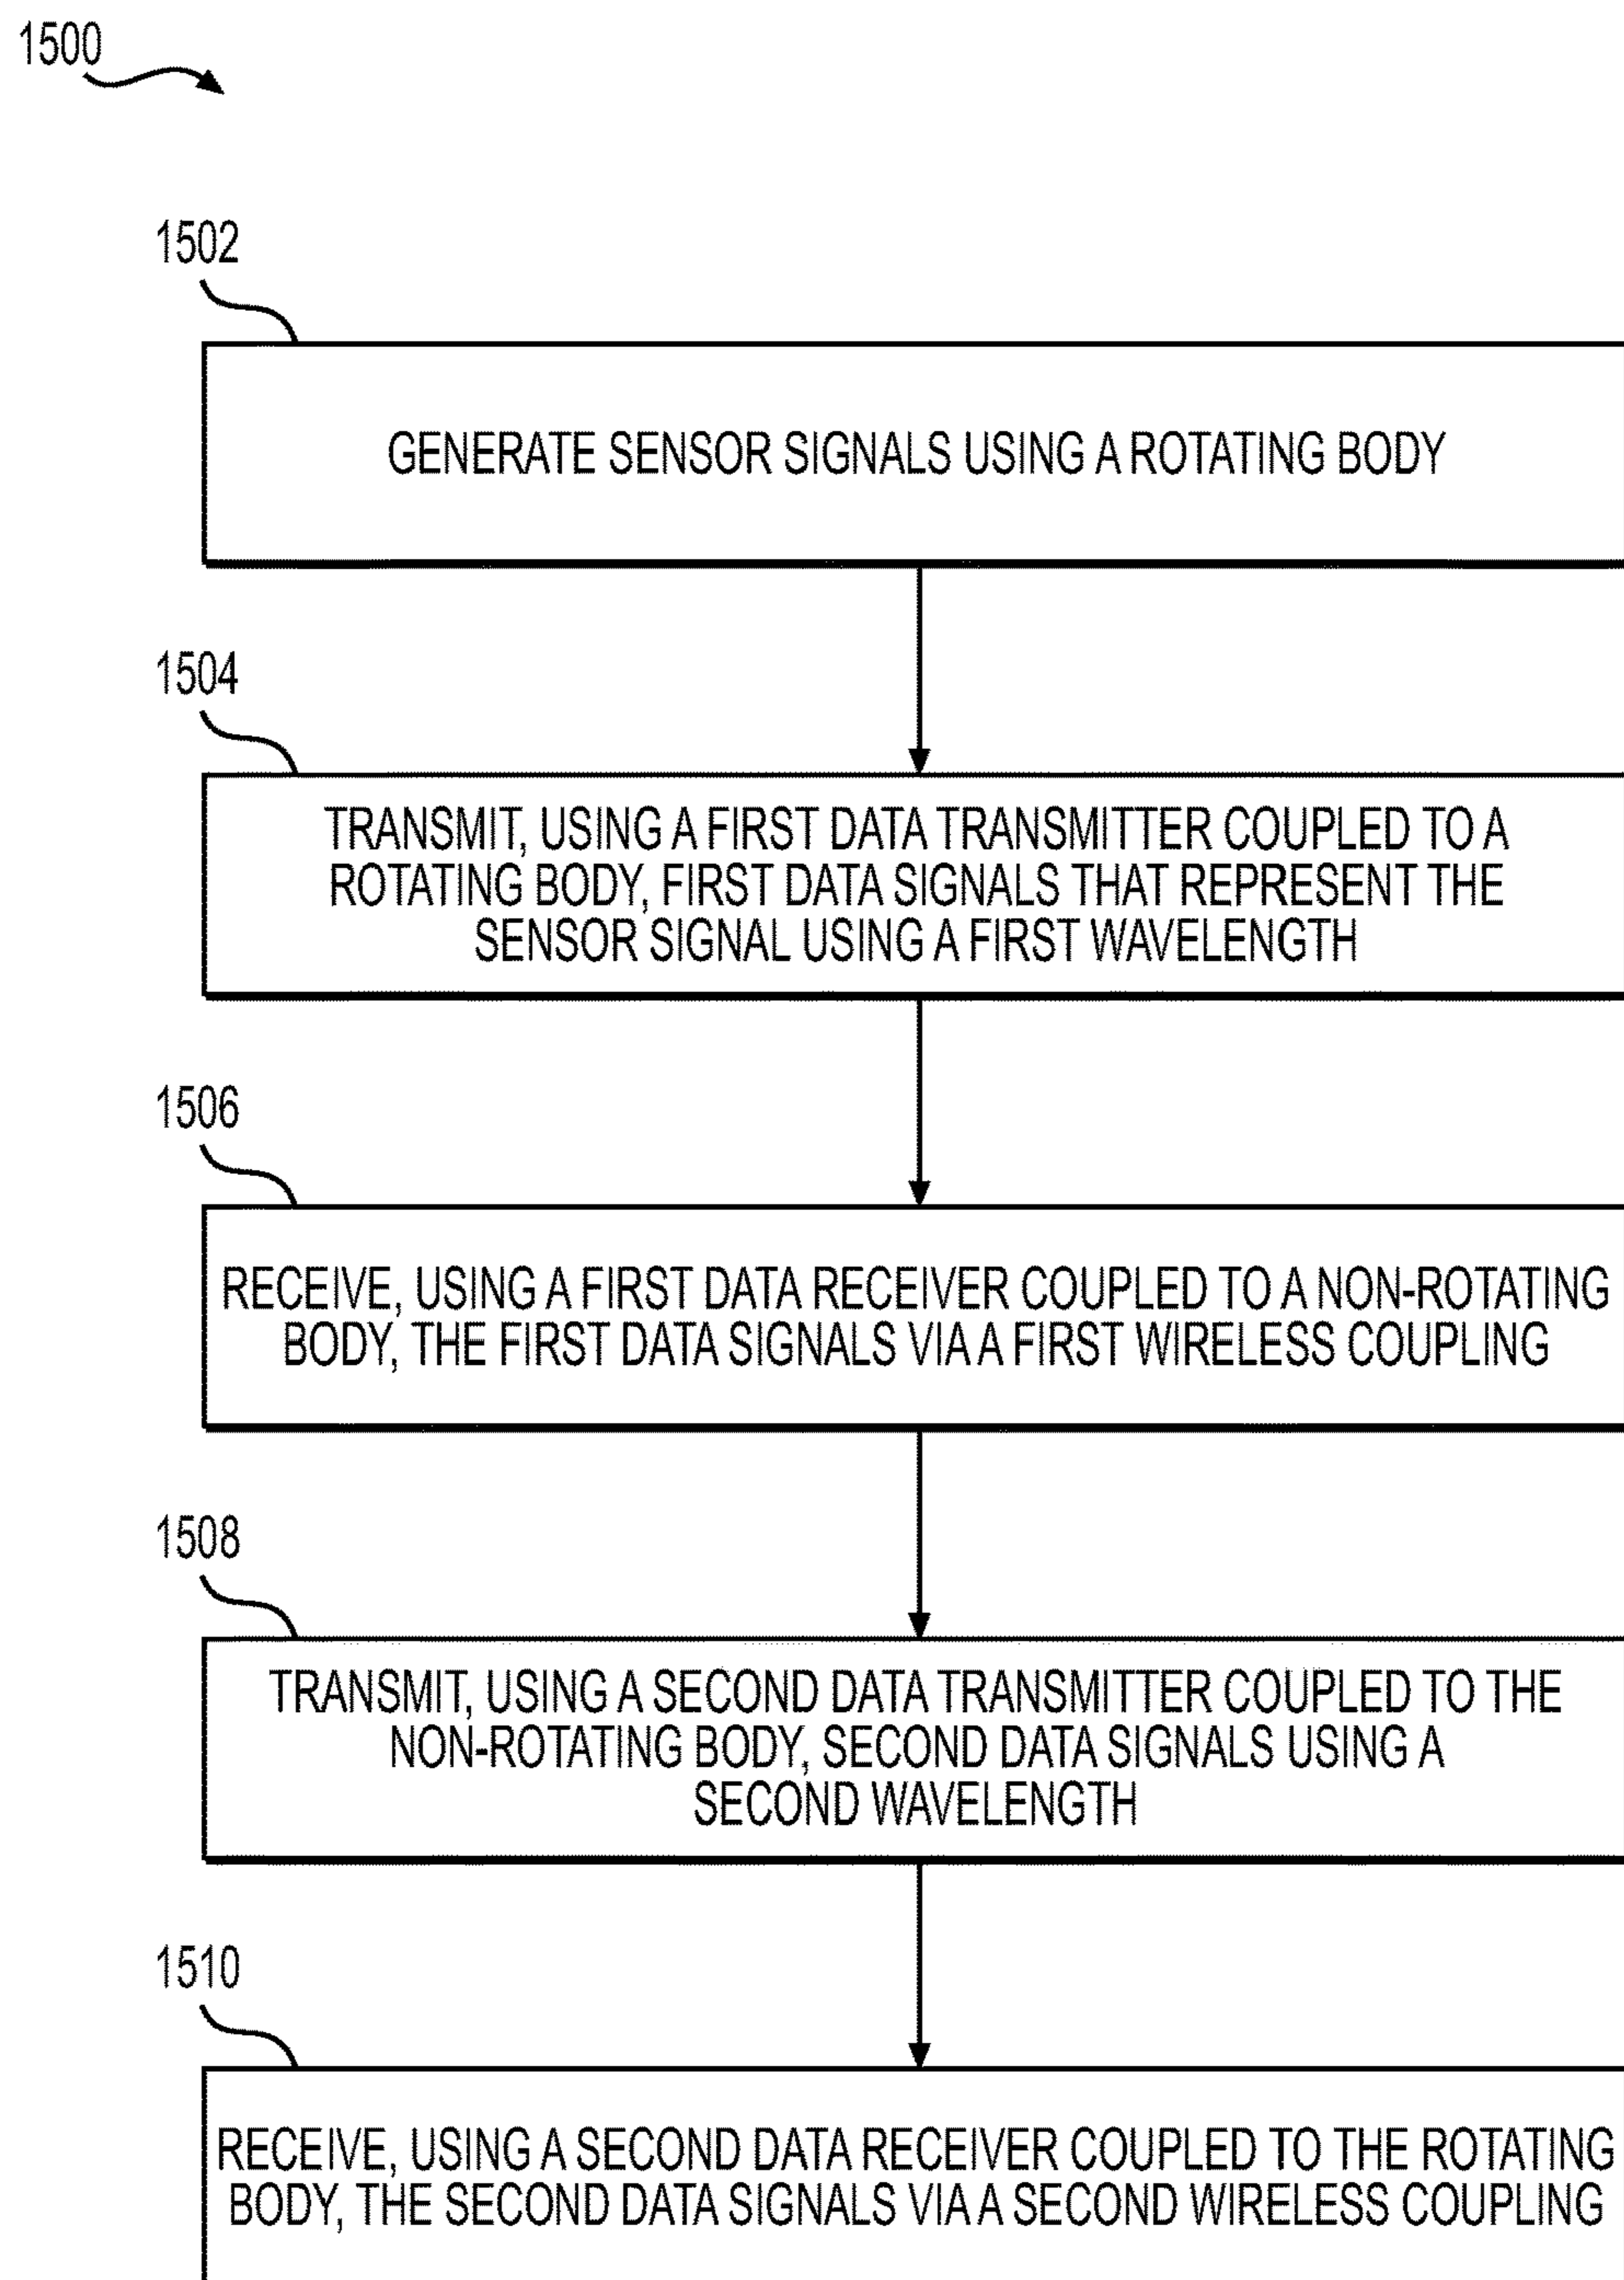 1500
1502
GENERATE SENSOR SIGNALS USING A ROTATING BODY
1504
TRANSMIT, USING A FIRST DATA TRANSMITTER COUPLED TO A
ROTATING BODY, FIRST DATA SIGNALS THAT REPRESENT THE
SENSOR SIGNAL USING A FIRST WAVELENGTH
1506
RECEIVE, USING A FIRST DATA RECEIVER COUPLED TO A NON-ROTATING
BODY, THE FIRST DATA SIGNALS VIA A FIRST WIRELESS COUPLING
1508
TRANSMIT, USING A SECOND DATA TRANSMITTER COUPLED TO THE
NON-ROTATING BODY, SECOND DATA SIGNALS USING A
SECOND WAVELENGTH
1510
RECEIVE, USING A SECOND DATA RECEIVER COUPLED TO THE ROTATING
BODY, THE SECOND DATA SIGNALS VIA A SECOND WIRELESS COUPLING